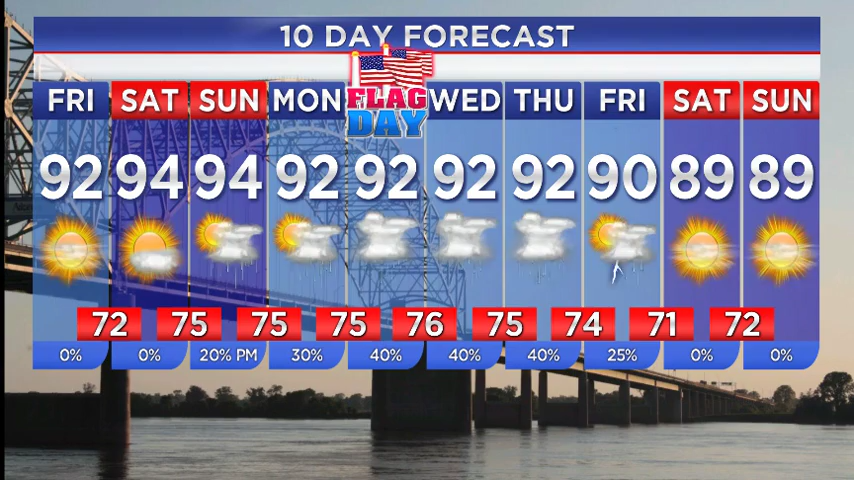 10 DAY FORECAST
FRI SAT SUN MON FLAG DAY WED THU FRI SAT SUN
92 94 94 92 92 92 92 90 89 89
72 75 75 75 76 75 74 71 72
0% 0% 20% PM 30% 40% 40% 40% 25% 0% 0%